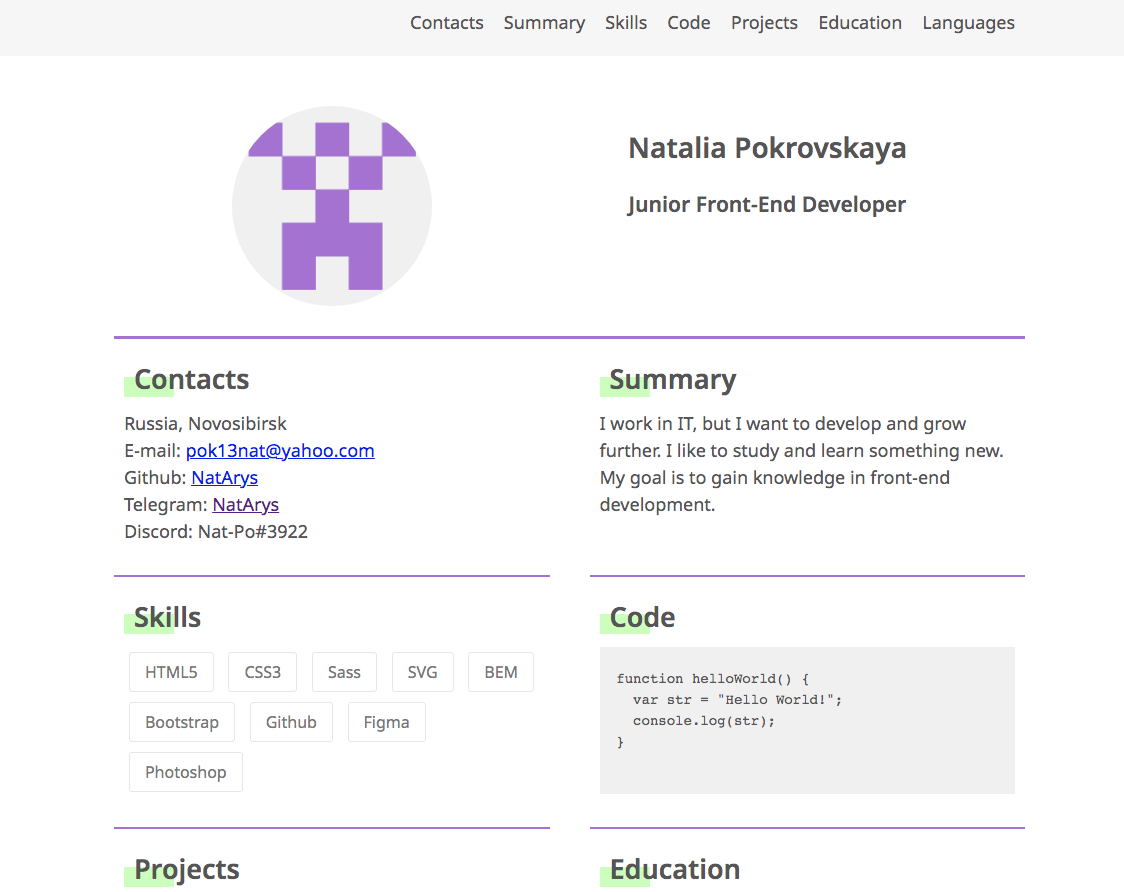 Contacts Summary Skills Code Projects Education Languages
Natalia Pokrovskaya
Junior Front-End Developer
Contacts
Russia, Novosibirsk
E-mail: pok13nat@yahoo.com
Github: NatArys
Telegram: NatArys
Discord: Nat-Po#3922
Summary
I work in IT, but I want to develop and grow
further. I like to study and learn something new.
My goal is to gain knowledge in front-end
development.
Skills
HTML5 CSS3 Sass SVG BEM
Bootstrap Github Figma
Photoshop
Code
function helloWorld() {
  var str = "Hello World!";
  console.log(str);
}
Projects
Education